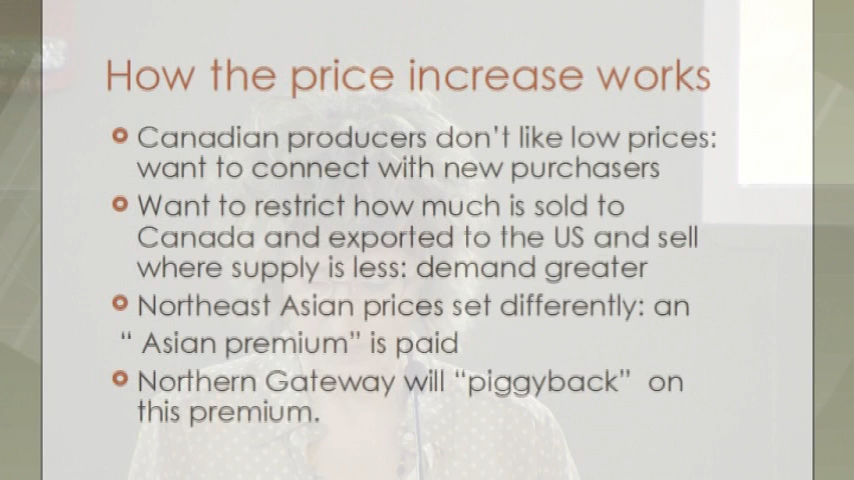 How the price increase works
Canadian producers don't like low prices:
want to connect with new purchasers
Want to restrict how much is sold to
Canada and exported to the US and sell
where supply is less: demand greater
Northeast Asian prices set differently: an
“ Asian premium” is paid
Northern Gateway will “piggyback”  on
this premium.